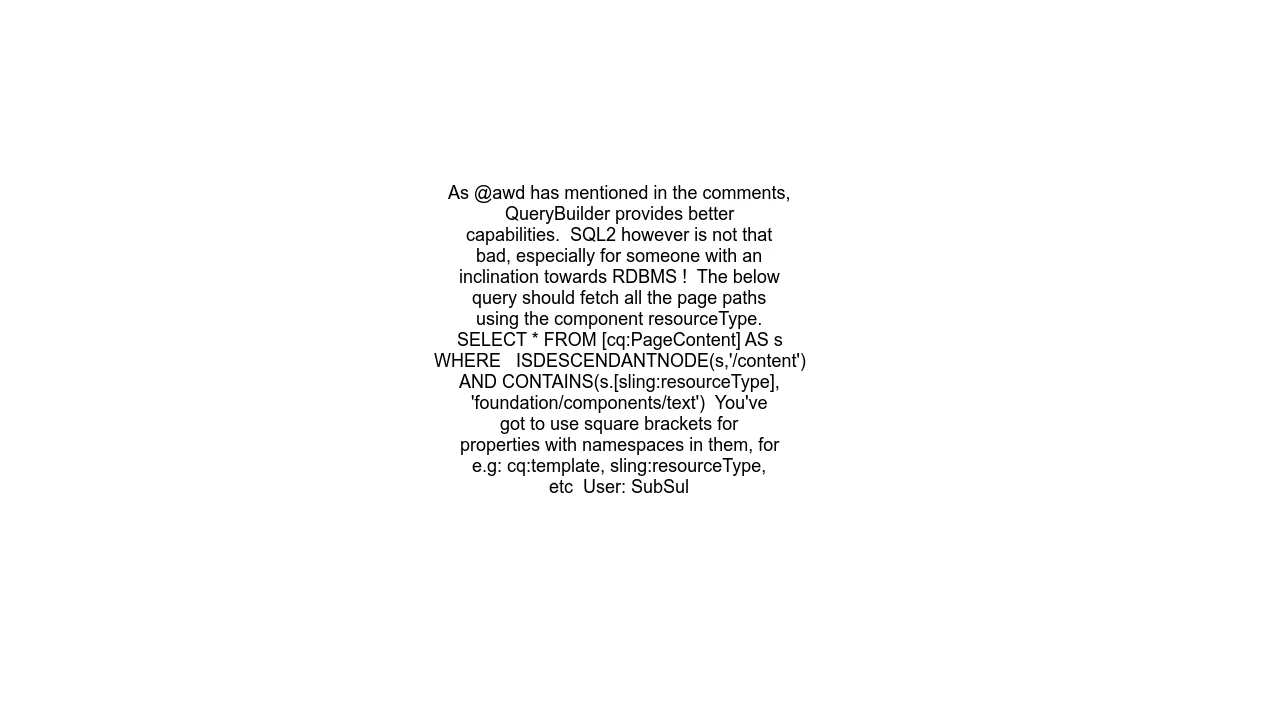 As @awd has mentioned in the comments,
QueryBuilder provides better
capabilities.  SQL2 however is not that
bad, especially for someone with an
inclination towards RDBMS !  The below
query should fetch all the page paths
using the component resourceType.
SELECT * FROM [cq:PageContent] AS s
WHERE   ISDESCENDANTNODE(s,'/content')
AND CONTAINS(s.[sling:resourceType],
'foundation/components/text')  You've
got to use square brackets for
properties with namespaces in them, for
e.g: cq:template, sling:resourceType,
etc  User: SubSul